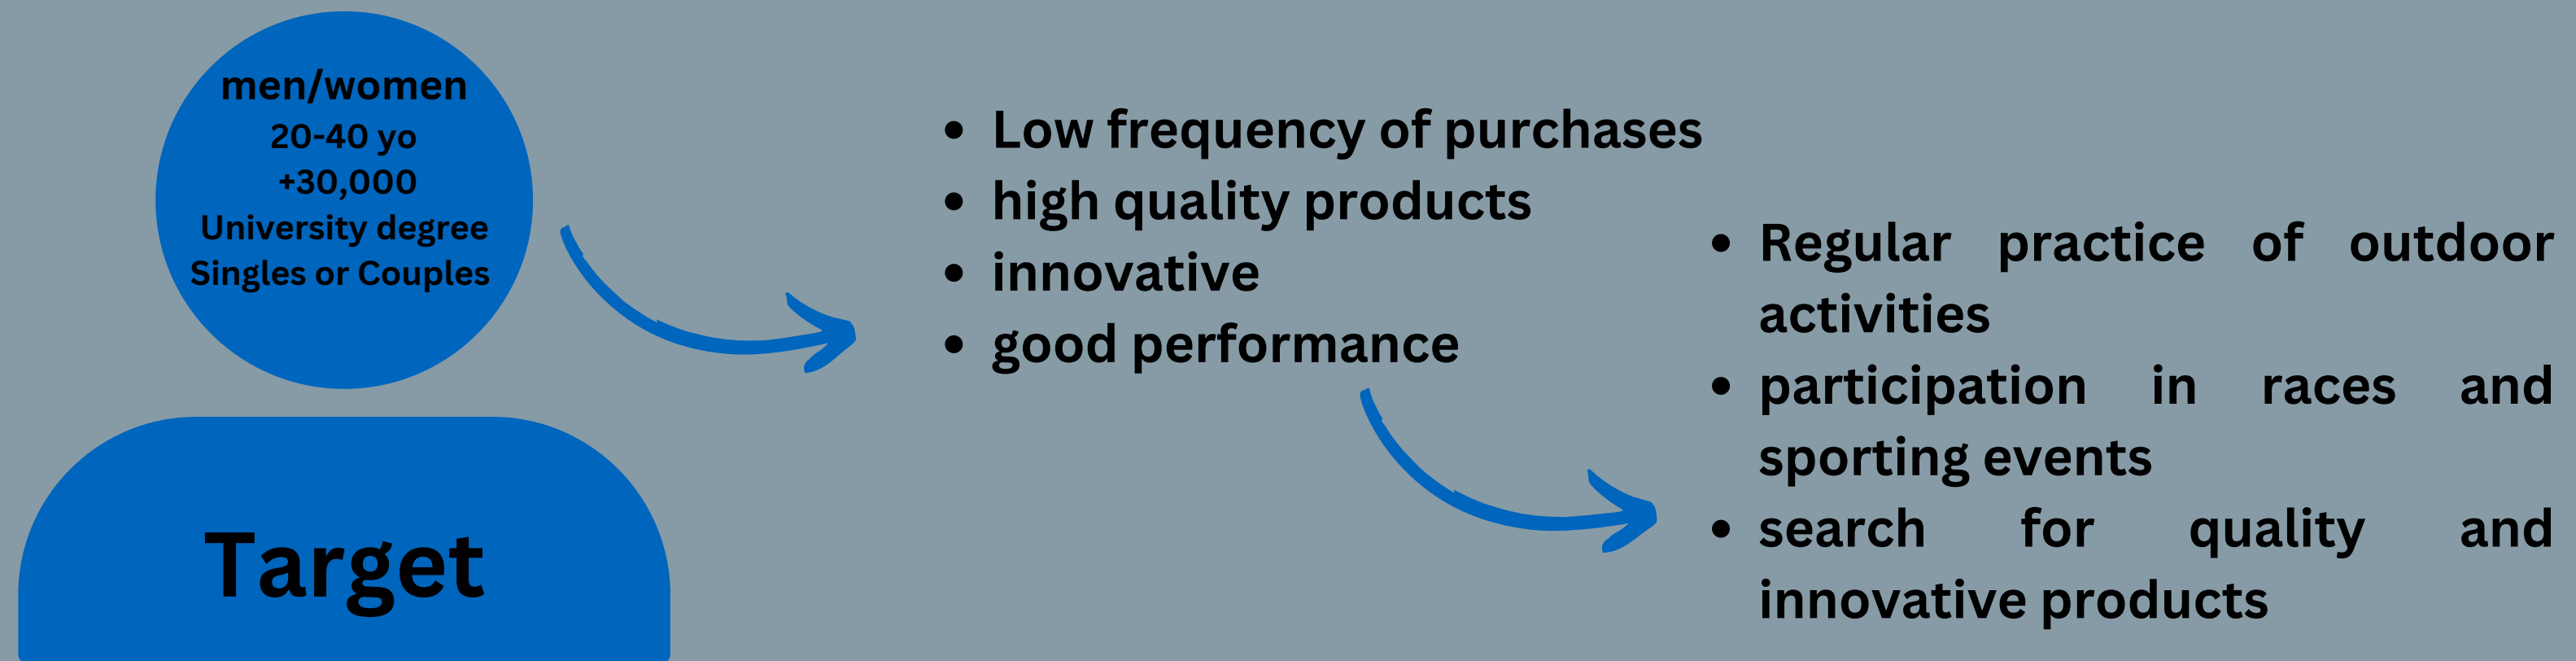 men/women
20-40 yo
+30,000
University degree
Singles or Couples
Target
• Low frequency of purchases
• high quality products
• innovative
• good performance
• Regular practice of outdoor
activities
• participation in races and
sporting events
• search for quality and
innovative products